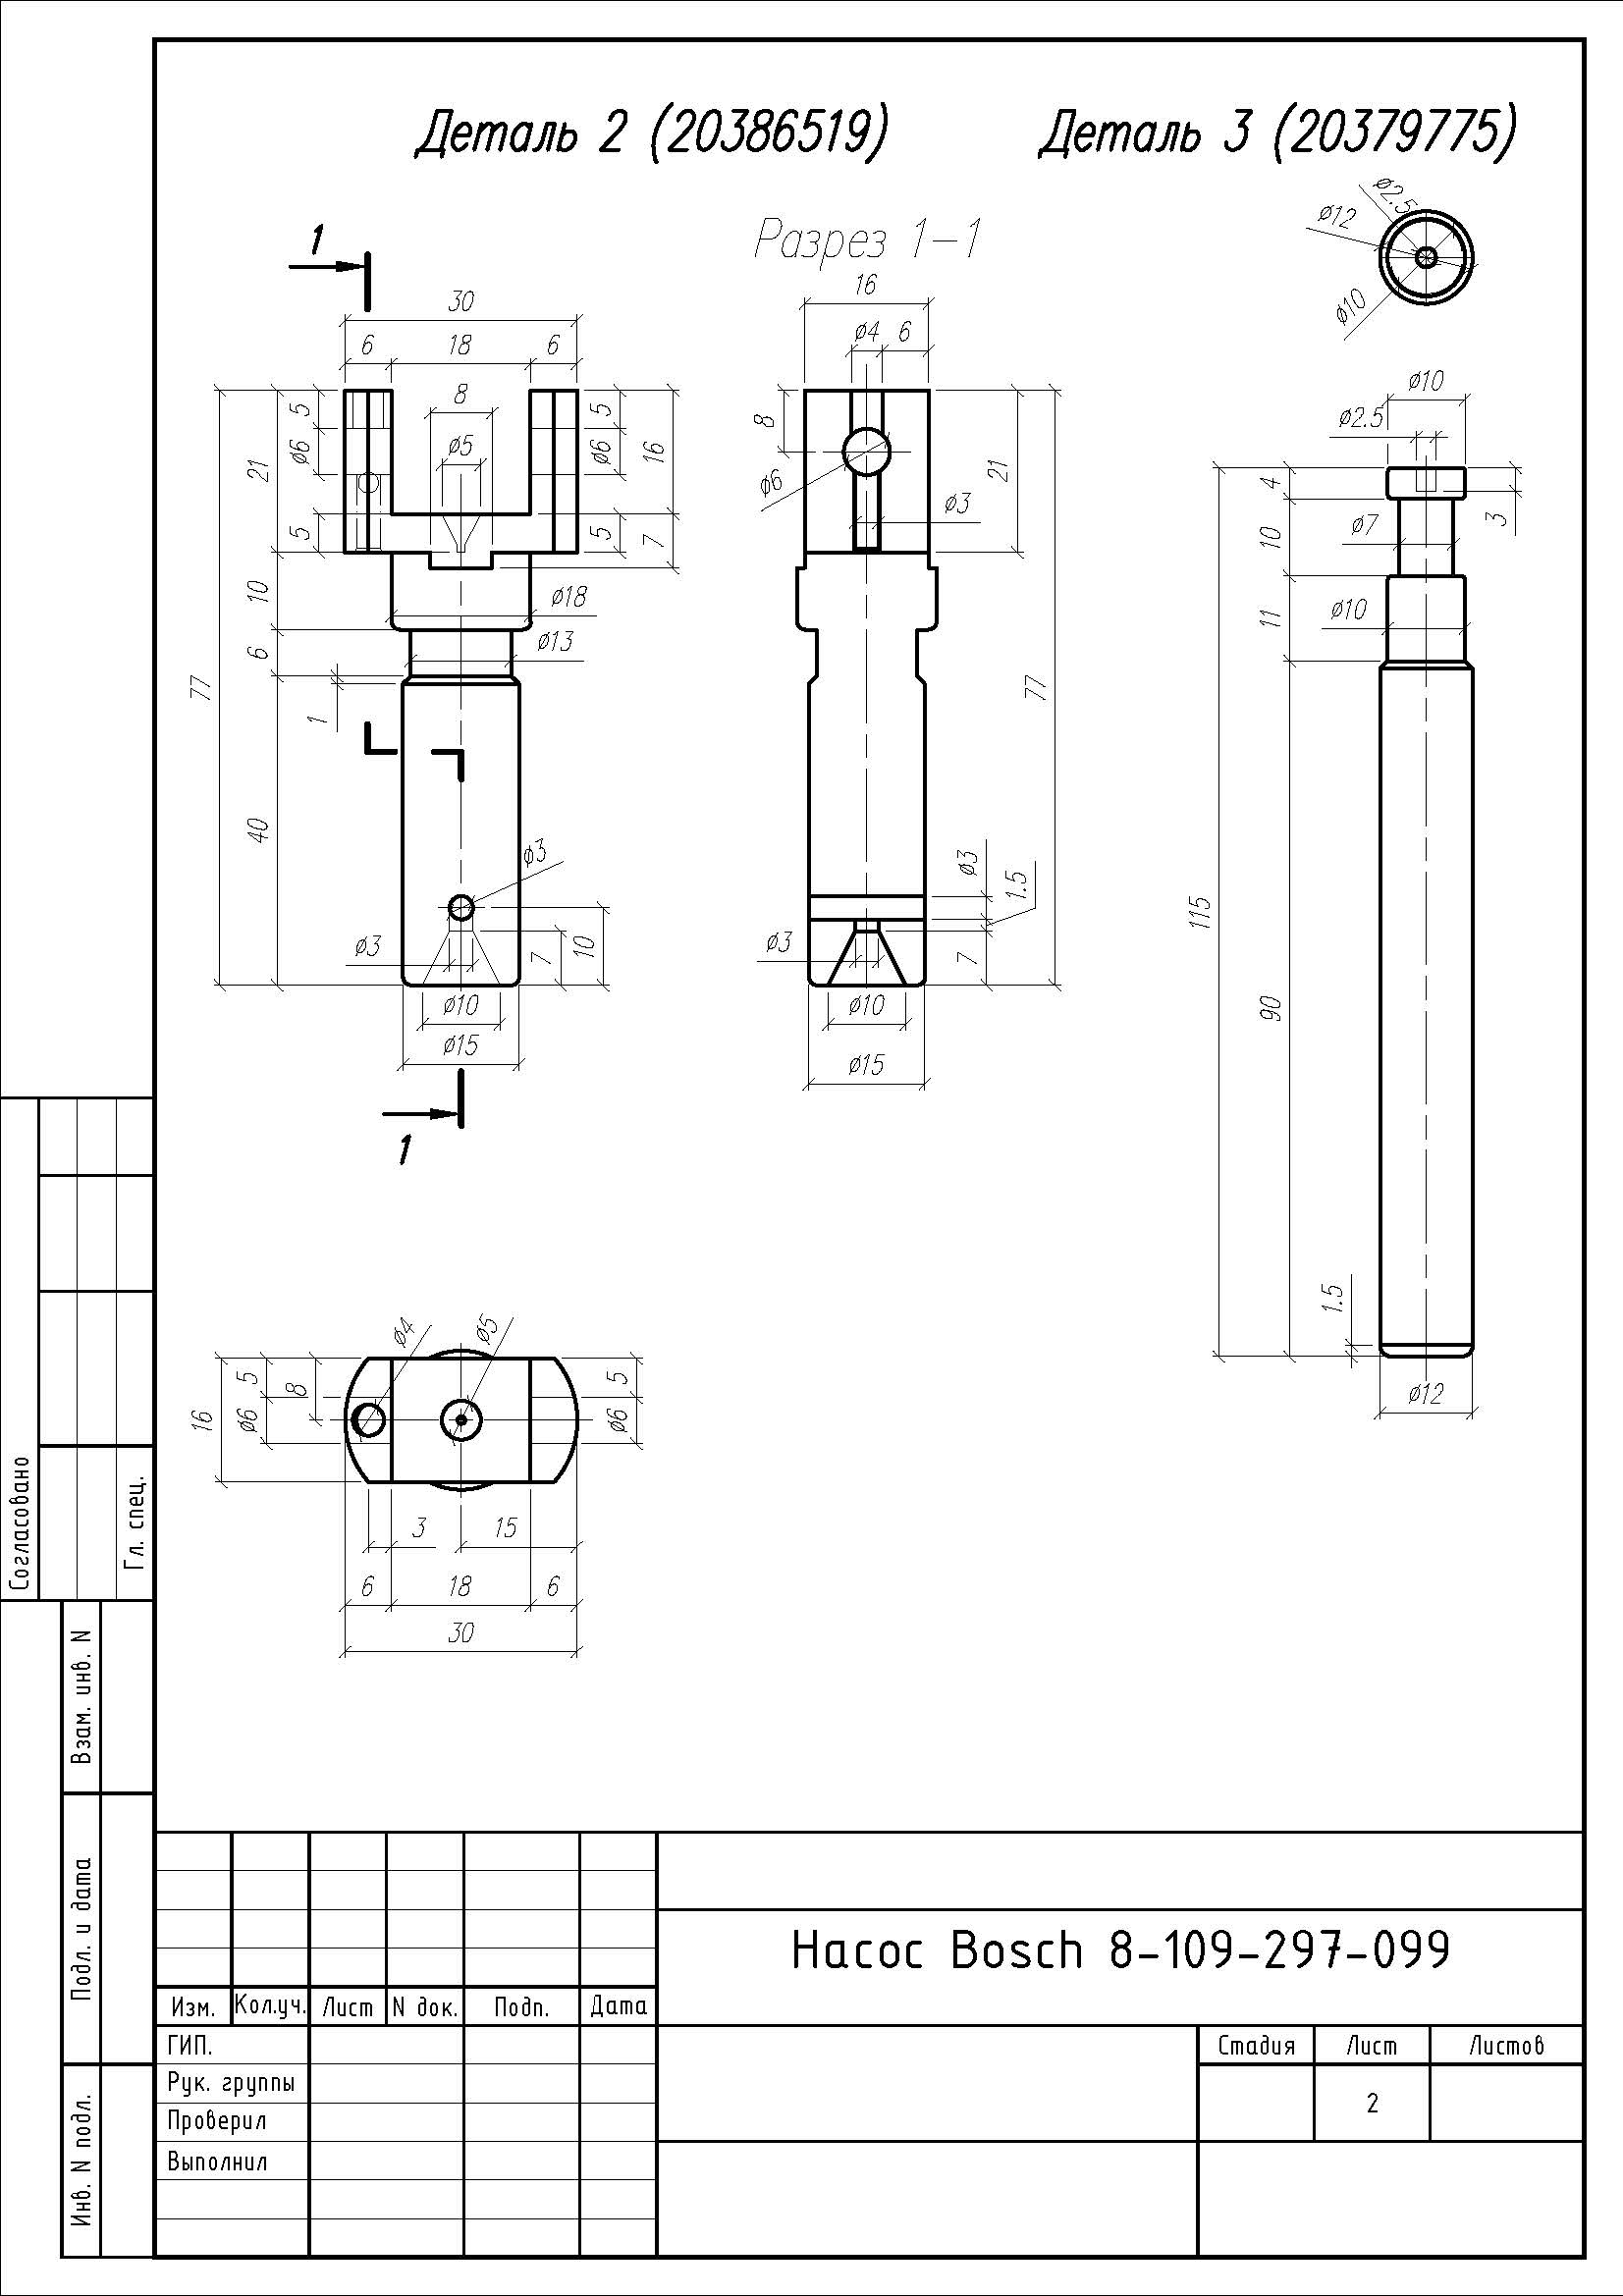 Деталь 2 (20386519)
Деталь 3 (20379775)
Разрез 1-1
1
30
6 18 6
8
ø5
5
ø6
21
5
10
6
77
1
40
5
ø6
16
5
7
ø18
ø13
ø3
ø3
7
10
ø10
ø15
1
16
ø4 6
8
ø6
ø3
21
77
ø3
1.5
ø3
7
ø10
ø15
ø2.5
ø12
ø10
ø10
ø2.5
4
3
ø7
10
ø10
11
115
90
1.5
ø12
ø4
ø5
5
8
16
ø6
5
ø6
3
15
6 18 6
30
Согласовано
Гл. спец.
Взам. инв. N
Подл. и дата
Инв. N подл.
Насос Bosch 8-109-297-099
Изм. Кол.уч. Лист N док. Подп. Дата
ГИП.
Рук. группы
Проверил
Выполнил
Стадия Лист Листов
2